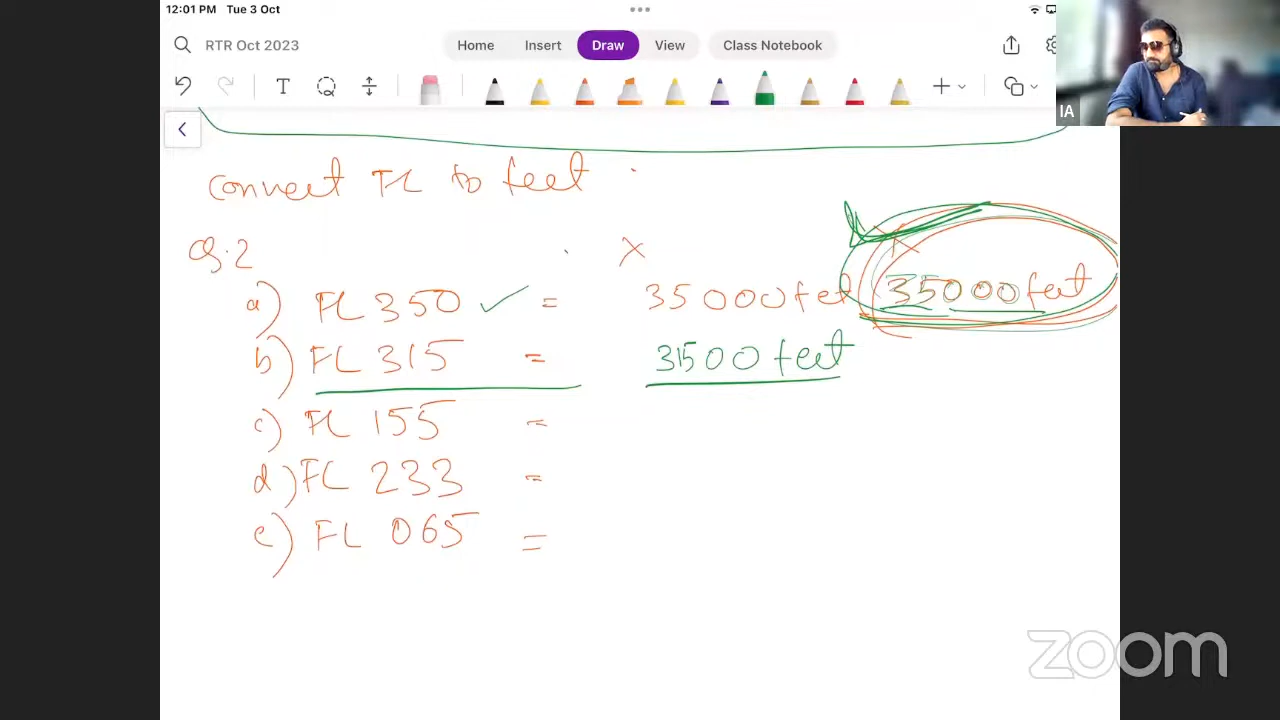 12:01 PM Tue 3 Oct
RTR Oct 2023
Home Insert Draw View Class Notebook
IA
Convert FL to feet
Q.2 X
a) FL 350 ✓ = 35000 feet 35000 feet
b) FL 315 = 31500 feet
c) FL 155 =
d) FL 233 =
e) FL 065 =
zoom